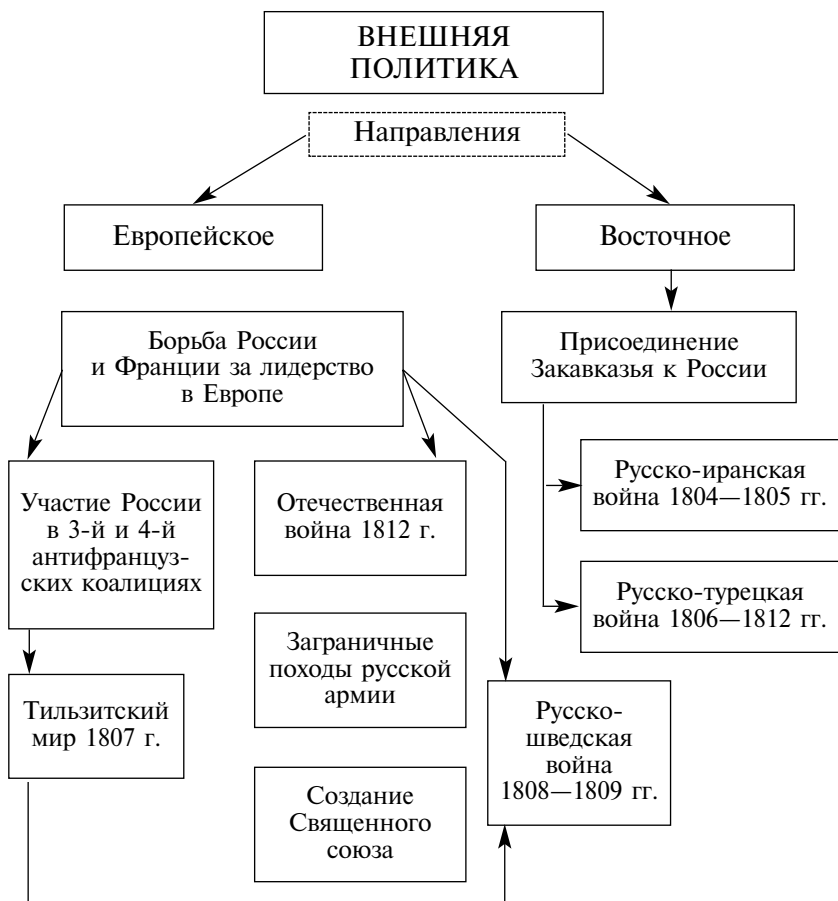 ВНЕШНЯЯ
ПОЛИТИКА
Направления
Европейское
Восточное
Борьба России
и Франции за лидерство
в Европе
Присоединение
Закавказья к России
Участие России
в 3-й и 4-й
антифранцуз-
ских коалициях
Отечественная
война 1812 г.
Русско-иранская
война 1804—1805 гг.
Русско-турецкая
война 1806—1812 гг.
Заграничные
походы русской
армии
Тильзитский
мир 1807 г.
Русско-
шведская
война
1808—1809 гг.
Создание
Священного
союза